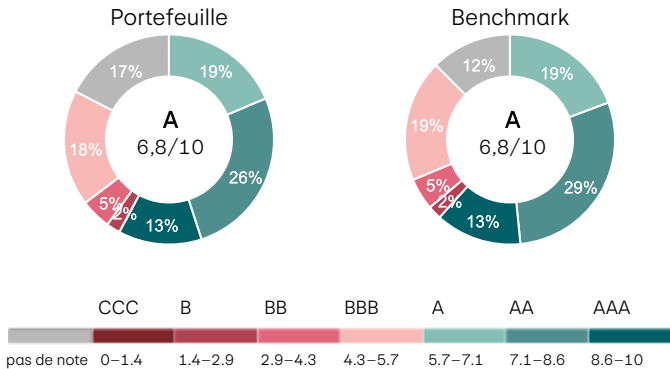 Portefeuille Benchmark
17% 19% 12% 19%
A A
6,8/10 6,8/10
18% 19%
26% 29%
5% 2% 13% 5% 2% 13%
CCC B BB BBB A AA AAA
pas de note 0–1.4 1.4–2.9 2.9–4.3 4.3–5.7 5.7–7.1 7.1–8.6 8.6–10